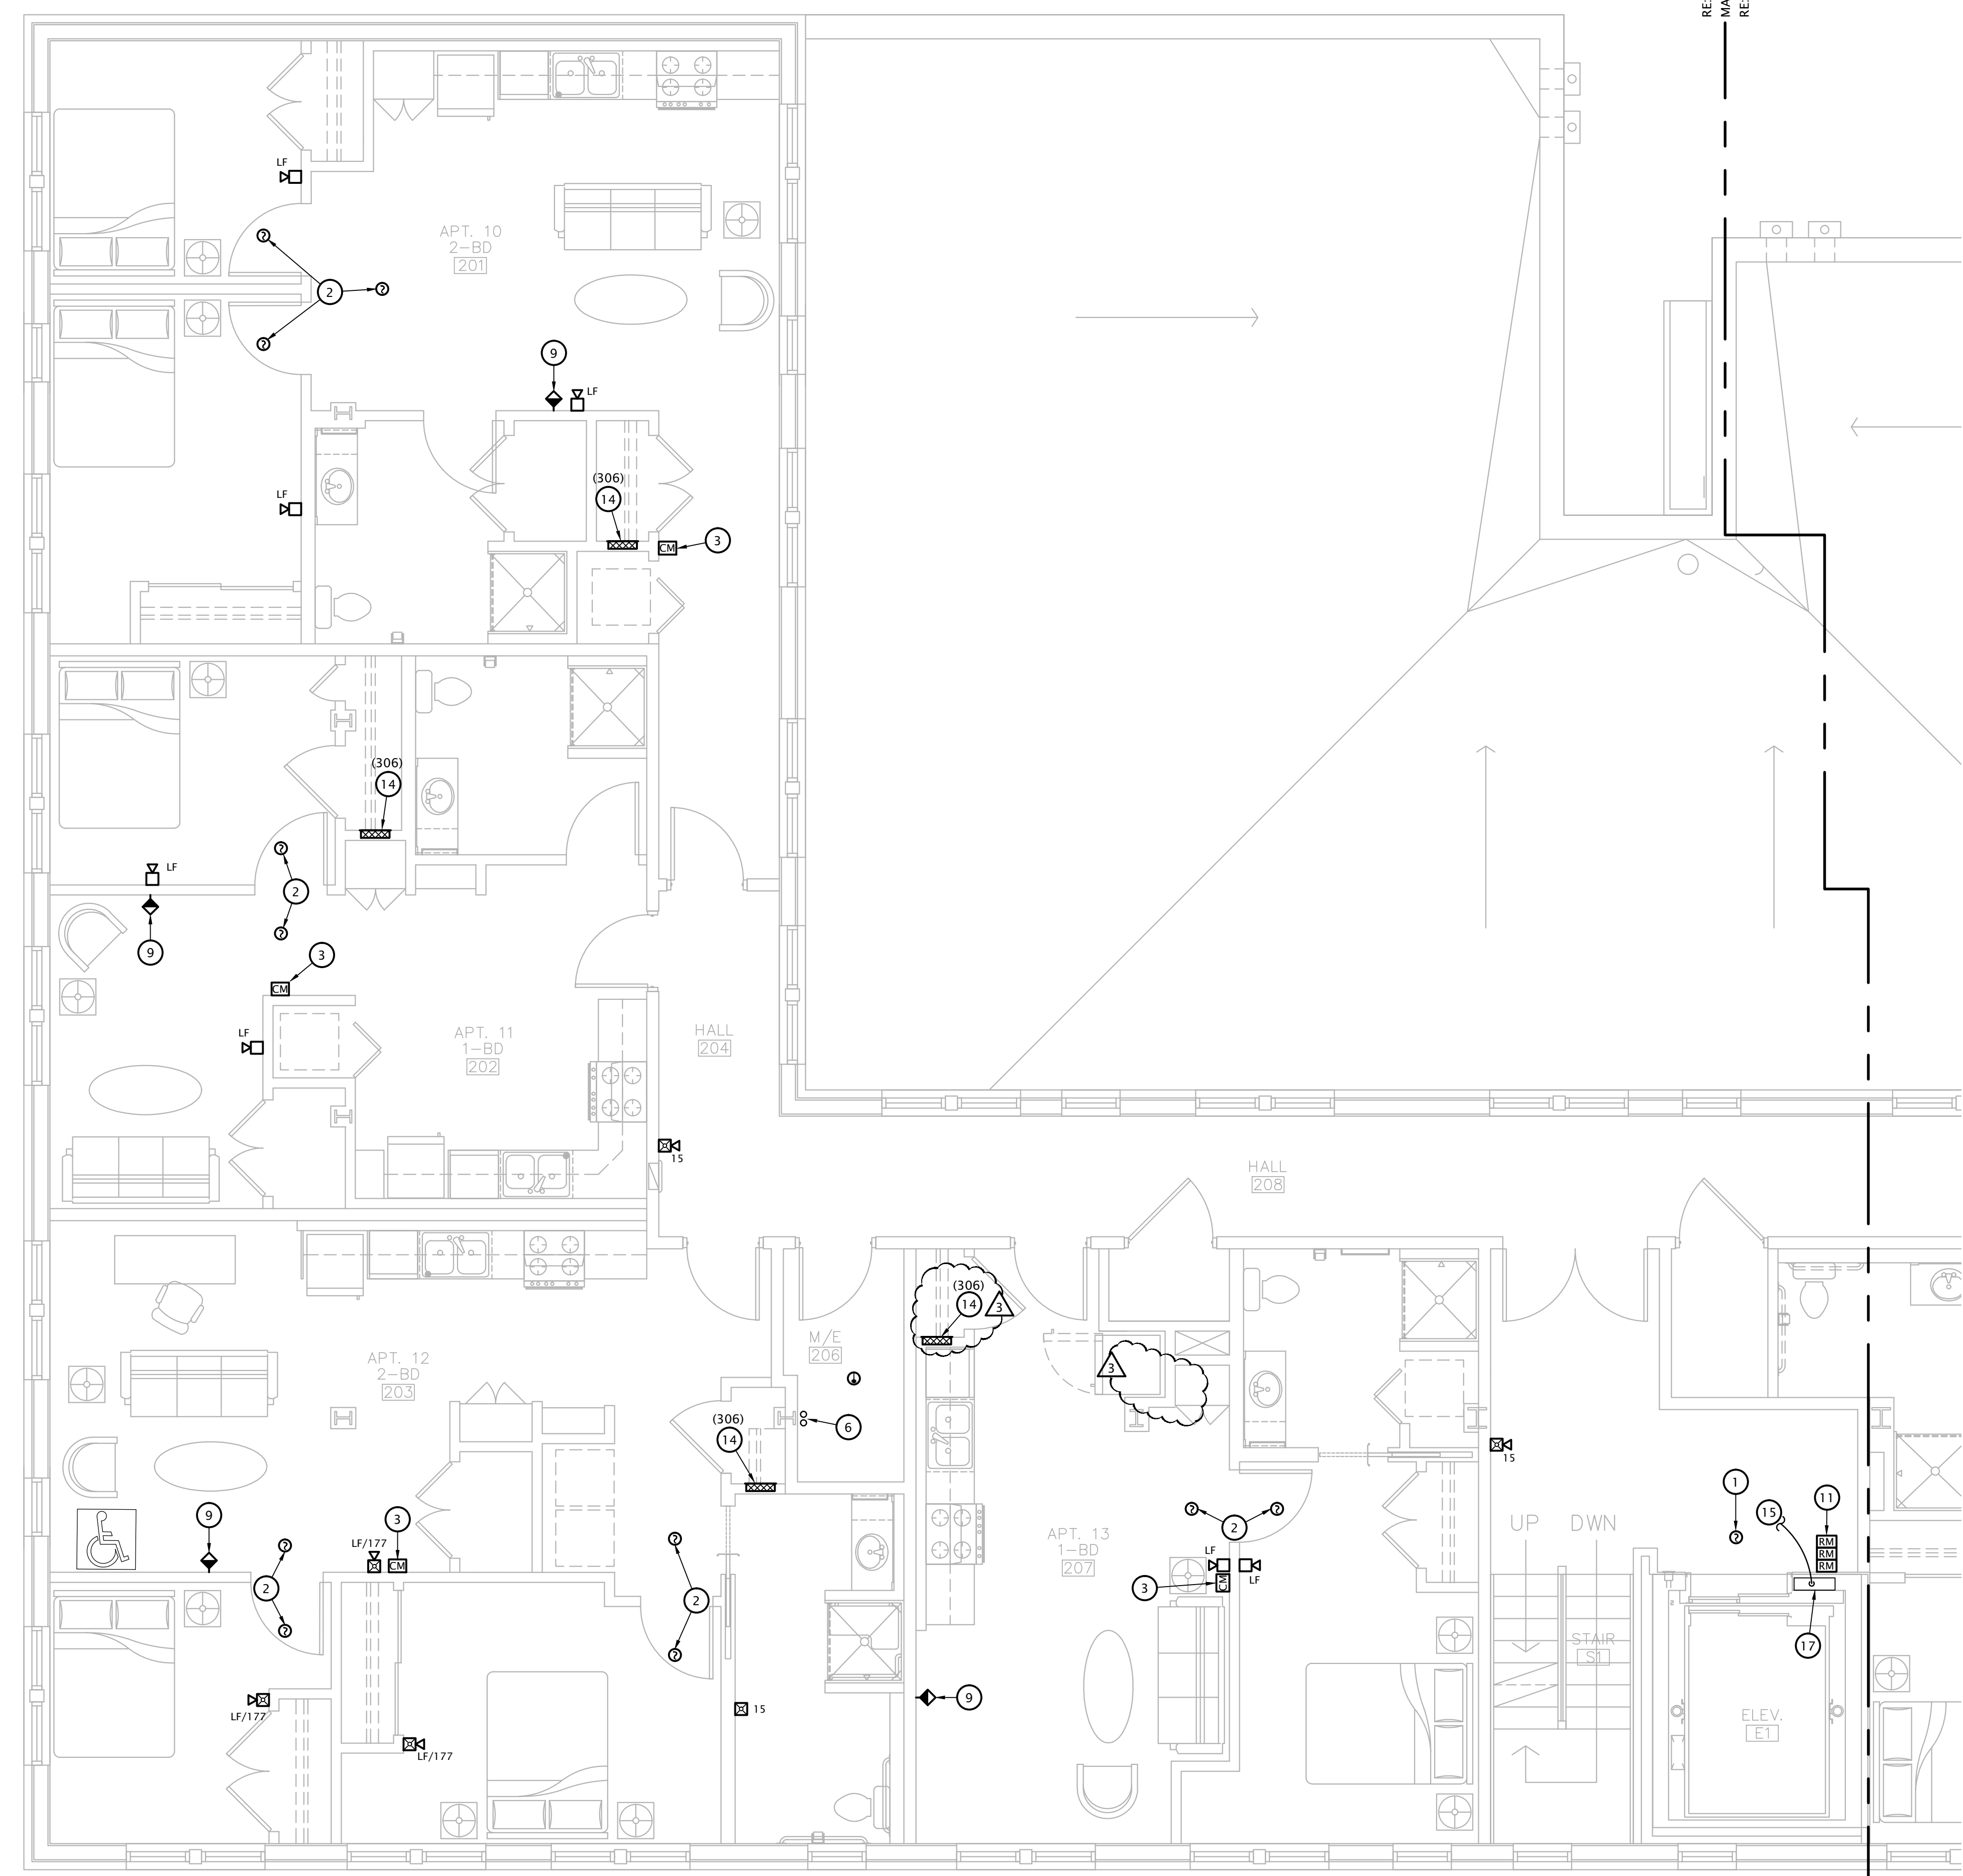 RE:
MA
RE:
LF
APT. 10
2-BD
201
?
2
?
?
9
LF
LF
(306)
14
CM
3
(306)
14
LF
?
2
?
9
3
CM
LF
APT. 11
1-BD
202
HALL
204
15
HALL
208
(306)
14
3
M/E
206
APT. 12
2-BD
203
3
(306)
14
6
15
9
3
LF/177
CM
?
2
?
?
2
?
?
2
?
APT. 13
1-BD
207
LF
LF
3
CM
UP
DWN
1
?
15
11
RM
RM
RM
17
STAIR
S1
ELEV.
E1
LF/177
15
9
LF/177